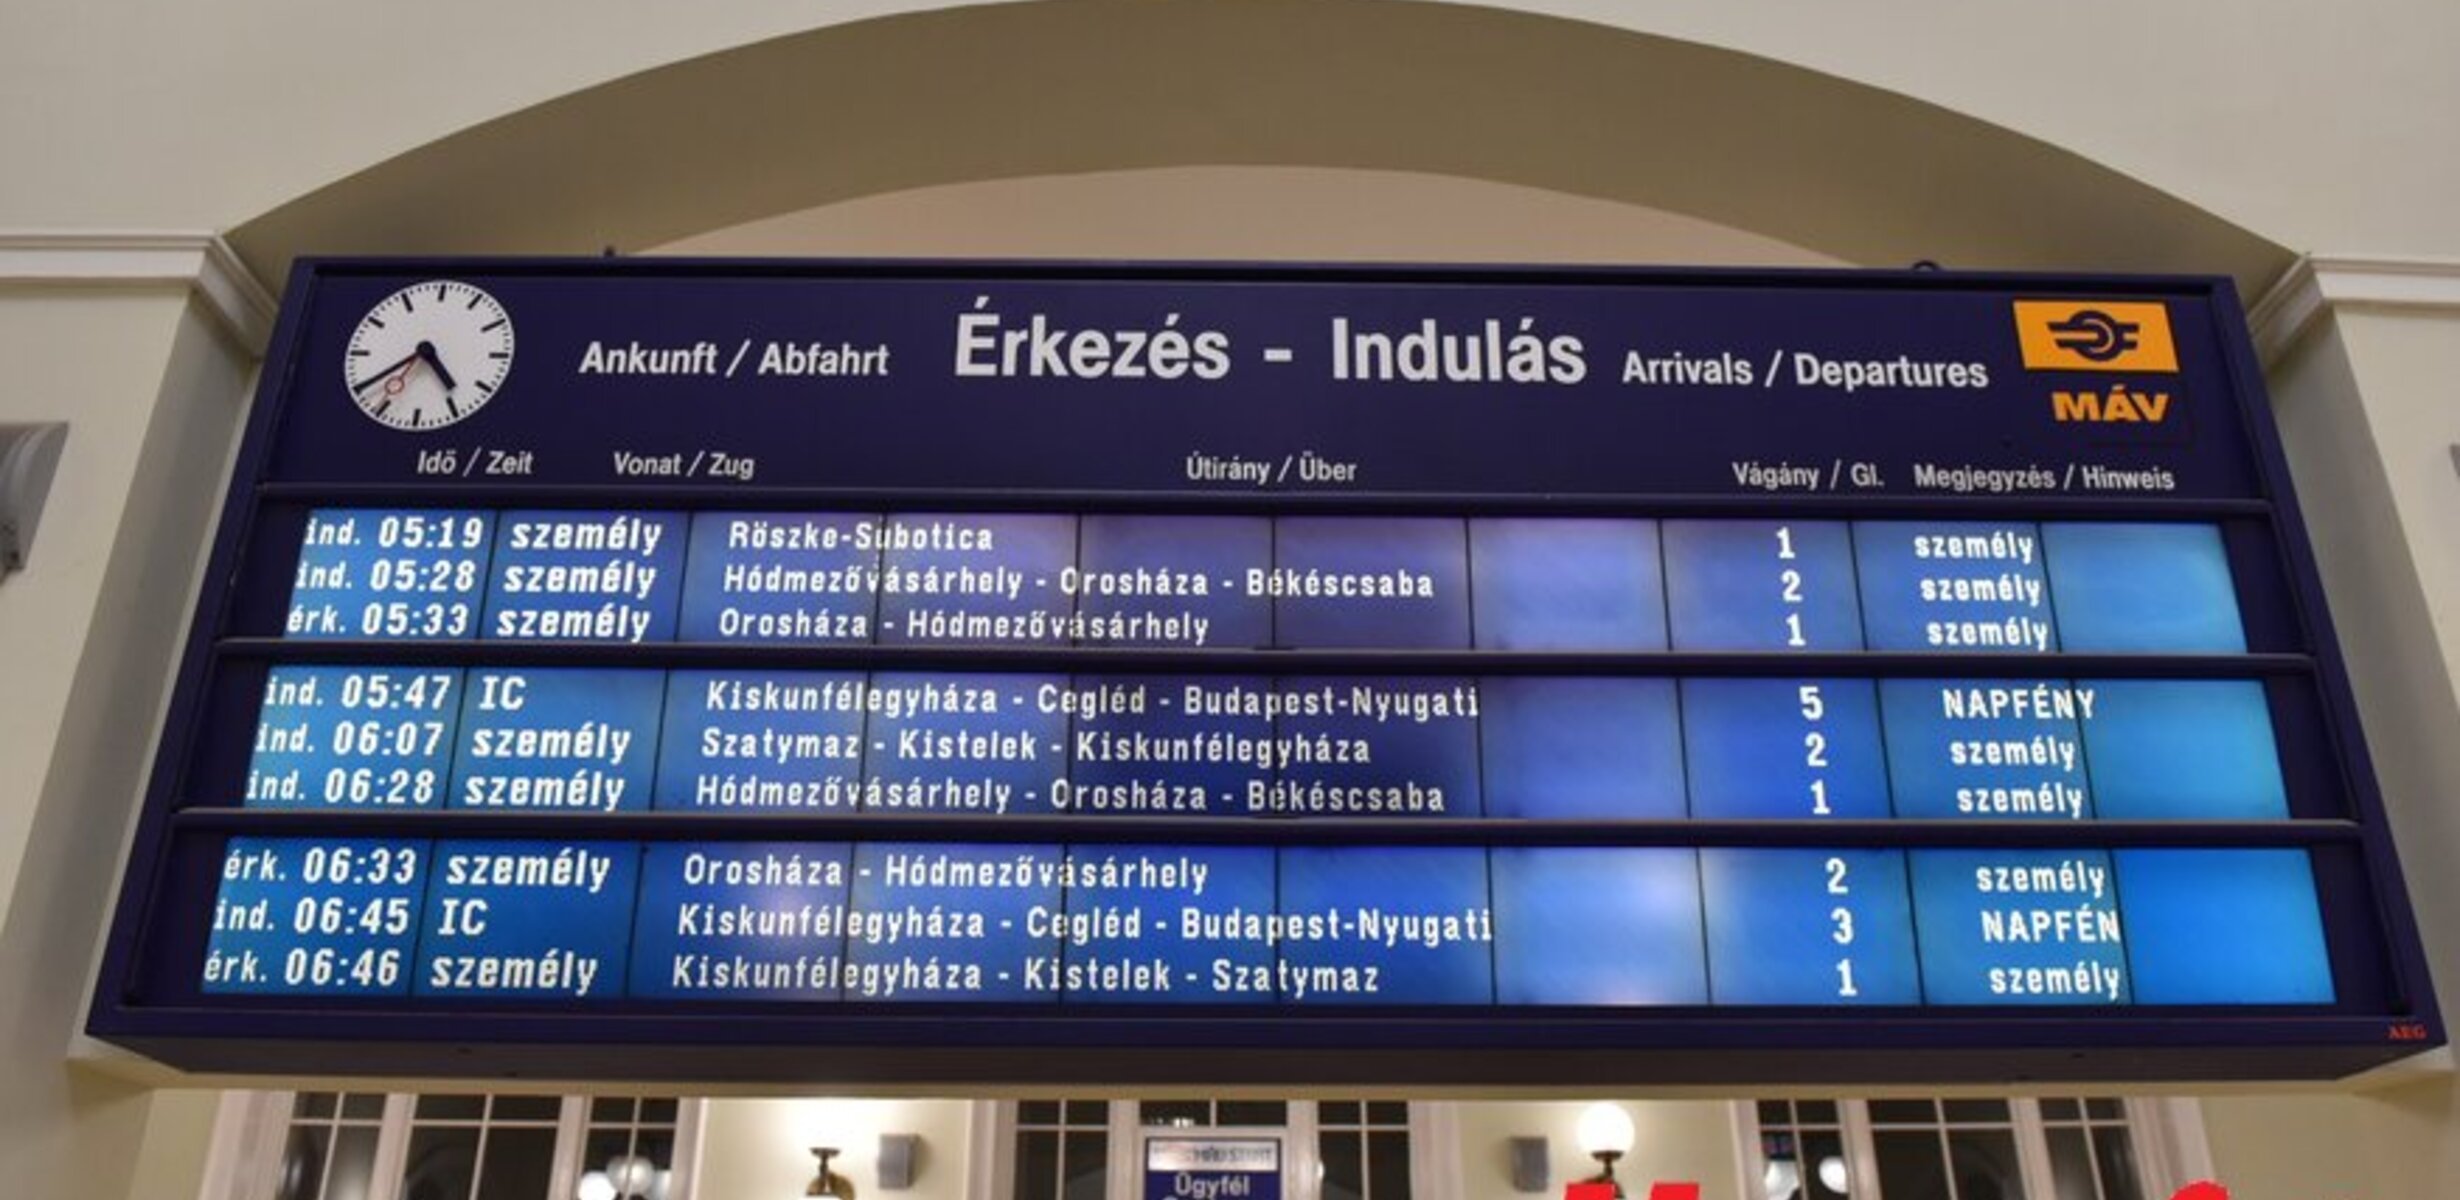 Ankunft / Abfahrt Érkezés - Indulás Arrivals / Departures
MÁV
Idő / Zeit Vonat / Zug Útirány / Über Vágány / Gl. Megjegyzés / Hinweis
ind. 05:19 személy Röszke-Subotica 1 személy
ind. 05:28 személy Hódmezővásárhely - Orosháza - Békéscsaba 2 személy
érk. 05:33 személy Orosháza - Hódmezővásárhely 1 személy
ind. 05:47 IC Kiskunfélegyháza - Cegléd - Budapest-Nyugati 5 NAPFÉNY
ind. 06:07 személy Szatymaz - Kistelek - Kiskunfélegyháza 2 személy
ind. 06:28 személy Hódmezővásárhely - Orosháza - Békéscsaba 1 személy
érk. 06:33 személy Orosháza - Hódmezővásárhely 2 személy
ind. 06:45 IC Kiskunfélegyháza - Cegléd - Budapest-Nyugati 3 NAPFÉN
érk. 06:46 személy Kiskunfélegyháza - Kistelek - Szatymaz 1 személy
AEG
Ügyfél